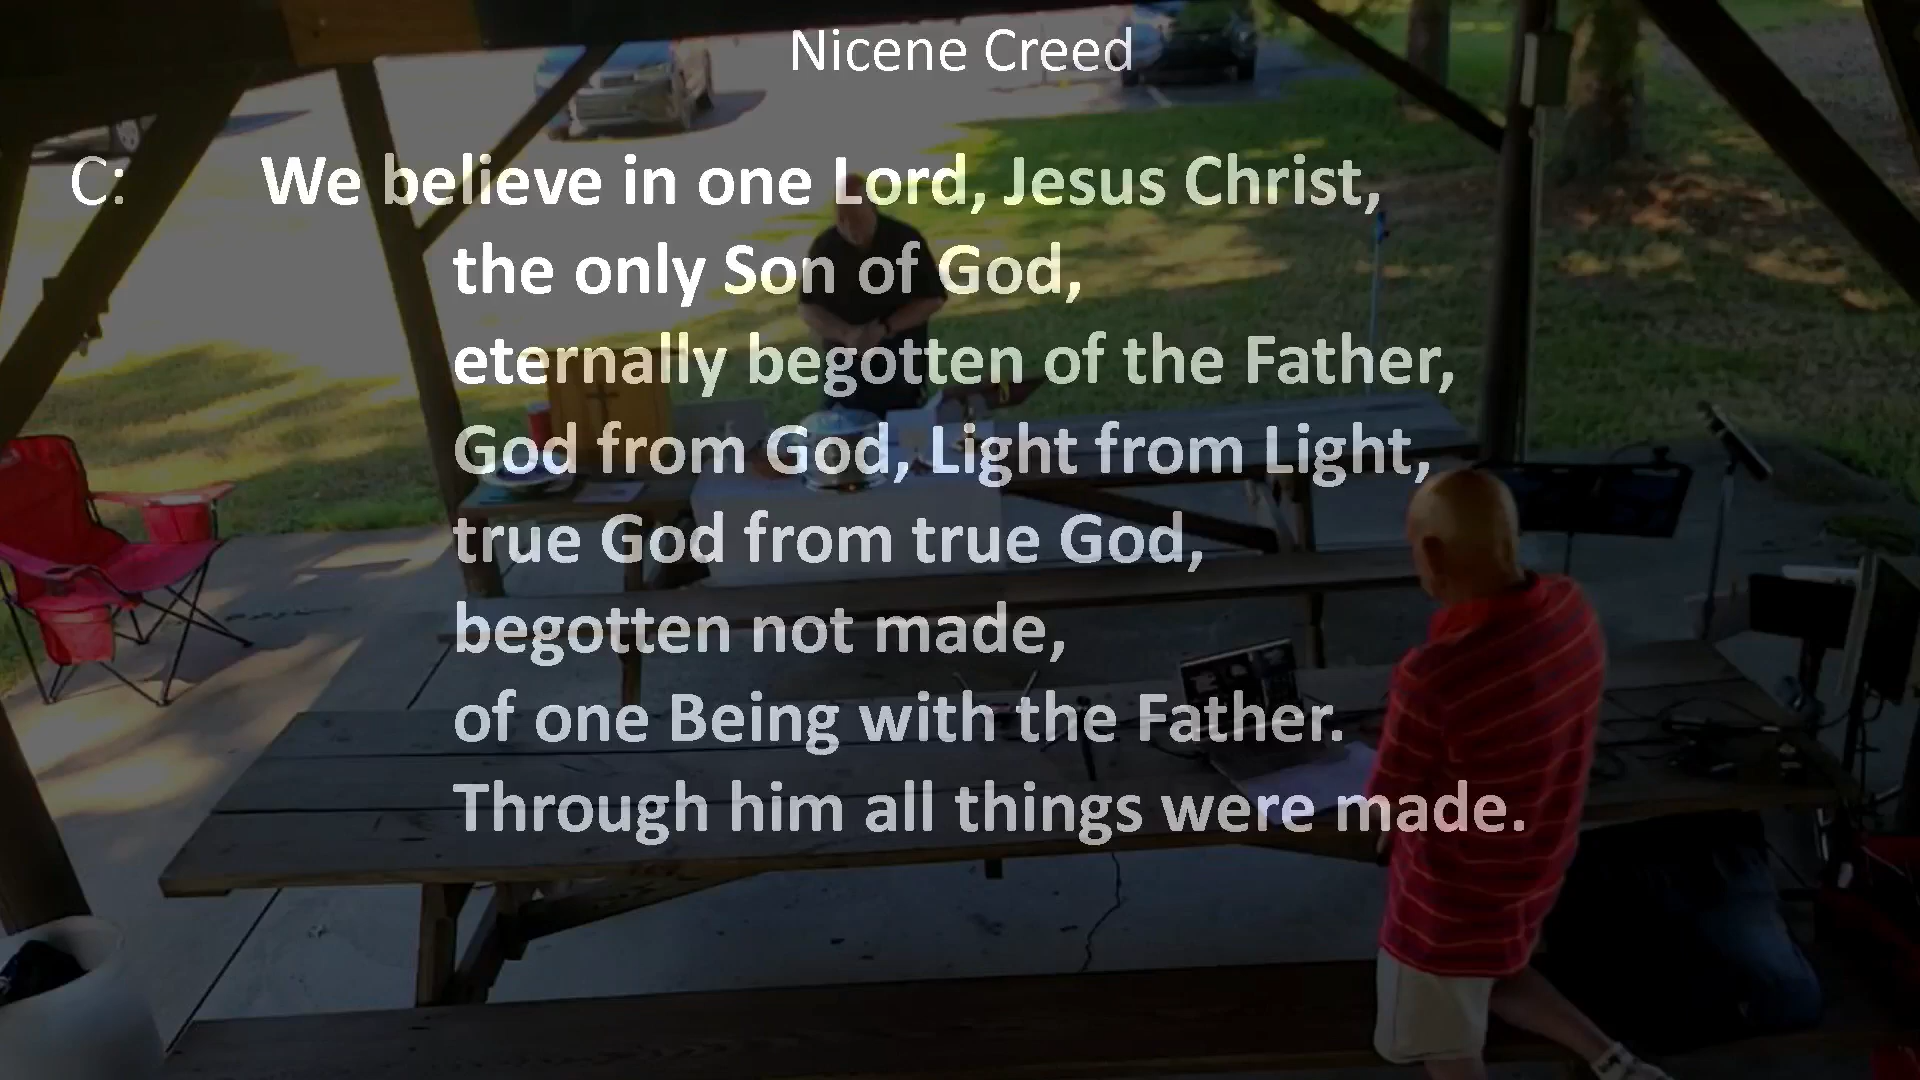 Nicene Creed
C: We believe in one Lord, Jesus Christ,
the only Son of God,
eternally begotten of the Father,
God from God, Light from Light,
true God from true God,
begotten not made,
of one Being with the Father.
Through him all things were made.